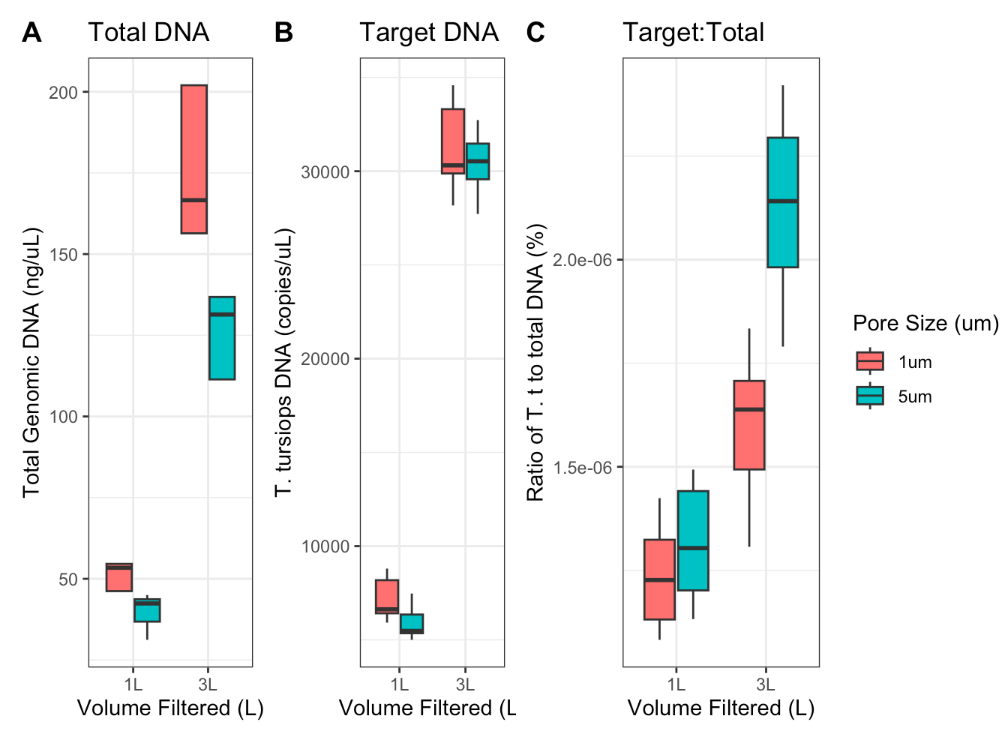 A Total DNA
Total Genomic DNA (ng/uL)
200
150
100
50
1L 3L
Volume Filtered (L)
B Target DNA
T. tursiops DNA (copies/uL)
30000
20000
10000
1L 3L
Volume Filtered (L
C Target:Total
Ratio of T. t to total DNA (%)
2.0e-06
1.5e-06
1L 3L
Volume Filtered (L)
Pore Size (um)
1um
5um